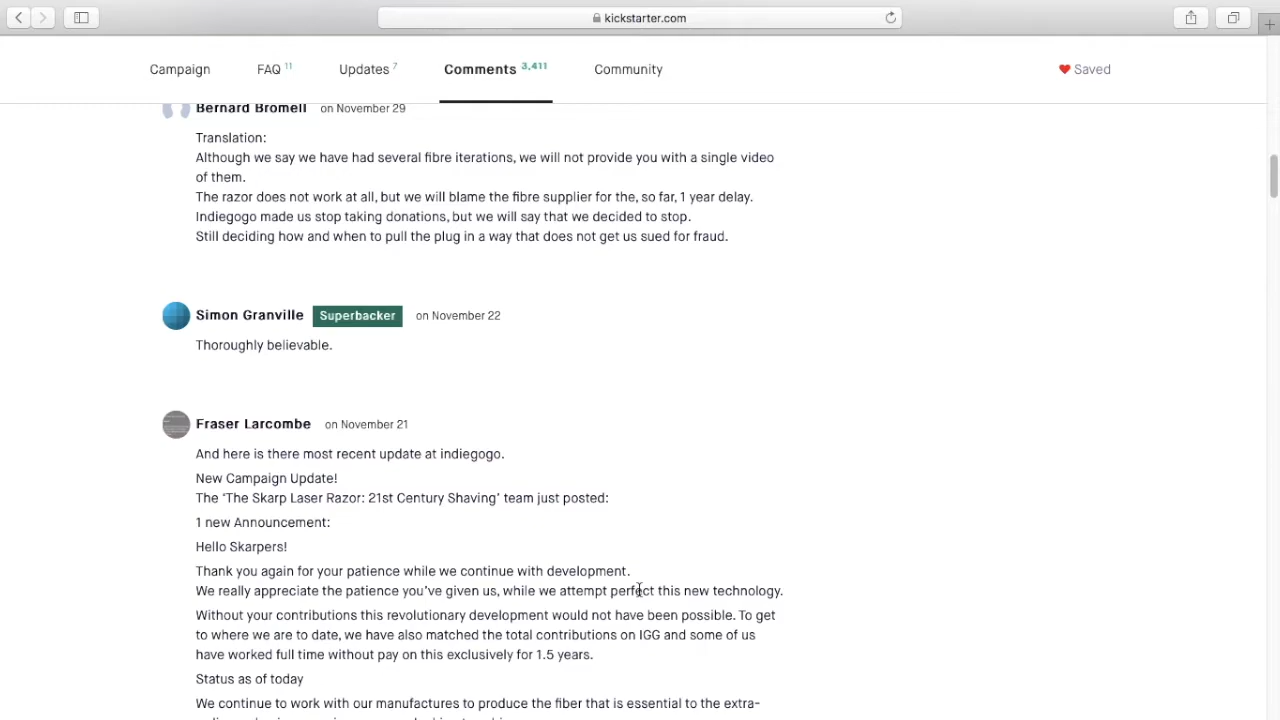 kickstarter.com
Campaign
FAQ 11
Updates 7
Comments 3,411
Community
Saved
Bernard Bromell on November 29
Translation:
Although we say we have had several fibre iterations, we will not provide you with a single video
of them.
The razor does not work at all, but we will blame the fibre supplier for the, so far, 1 year delay.
Indiegogo made us stop taking donations, but we will say that we decided to stop.
Still deciding how and when to pull the plug in a way that does not get us sued for fraud.
Simon Granville Superbacker on November 22
Thoroughly believable.
Fraser Larcombe on November 21
And here is there most recent update at indiegogo.
New Campaign Update!
The 'The Skarp Laser Razor: 21st Century Shaving' team just posted:
1 new Announcement:
Hello Skarpers!
Thank you again for your patience while we continue with development.
We really appreciate the patience you've given us, while we attempt perfect this new technology.
Without your contributions this revolutionary development would not have been possible. To get
to where we are to date, we have also matched the total contributions on IGG and some of us
have worked full time without pay on this exclusively for 1.5 years.
Status as of today
We continue to work with our manufactures to produce the fiber that is essential to the extra-